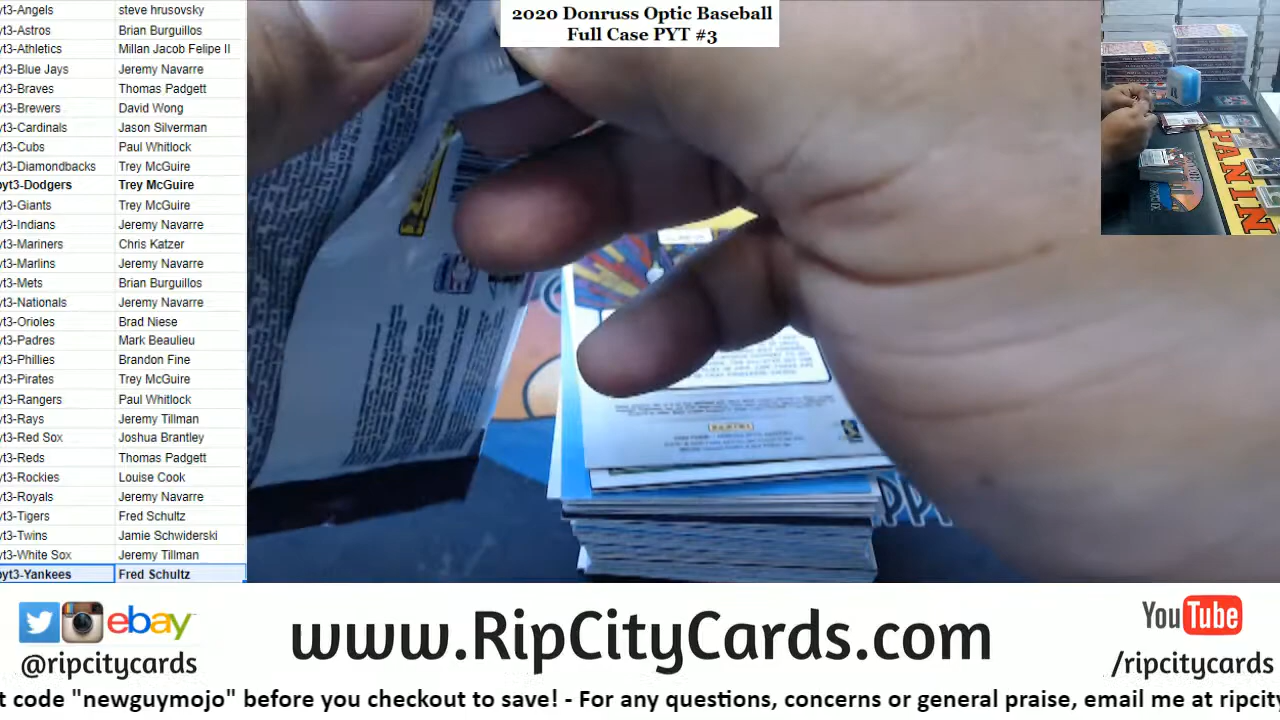 2020 Donruss Optic Baseball
Full Case PYT #3
yt3-Angels steve hrusovsky
yt3-Astros Brian Burguillos
yt3-Athletics Millan Jacob Felipe II
yt3-Blue Jays Jeremy Navarre
yt3-Braves Thomas Padgett
yt3-Brewers David Wong
yt3-Cardinals Jason Silverman
yt3-Cubs Paul Whitlock
yt3-Diamondbacks Trey McGuire
pyt3-Dodgers Trey McGuire
yt3-Giants Trey McGuire
yt3-Indians Jeremy Navarre
yt3-Mariners Chris Katzer
yt3-Marlins Jeremy Navarre
yt3-Mets Brian Burguillos
yt3-Nationals Jeremy Navarre
yt3-Orioles Brad Niese
yt3-Padres Mark Beaulieu
yt3-Phillies Brandon Fine
yt3-Pirates Trey McGuire
yt3-Rangers Paul Whitlock
yt3-Rays Jeremy Tillman
yt3-Red Sox Joshua Brantley
yt3-Reds Thomas Padgett
yt3-Rockies Louise Cook
yt3-Royals Jeremy Navarre
yt3-Tigers Fred Schultz
yt3-Twins Jamie Schwiderski
yt3-White Sox Jeremy Tillman
pyt3-Yankees Fred Schultz
PANINI
PANIN
ebay
@ripcitycards
www.RipCityCards.com
YouTube
/ripcitycards
t code "newguymojo" before you checkout to save! - For any questions, concerns or general praise, email me at ripcity